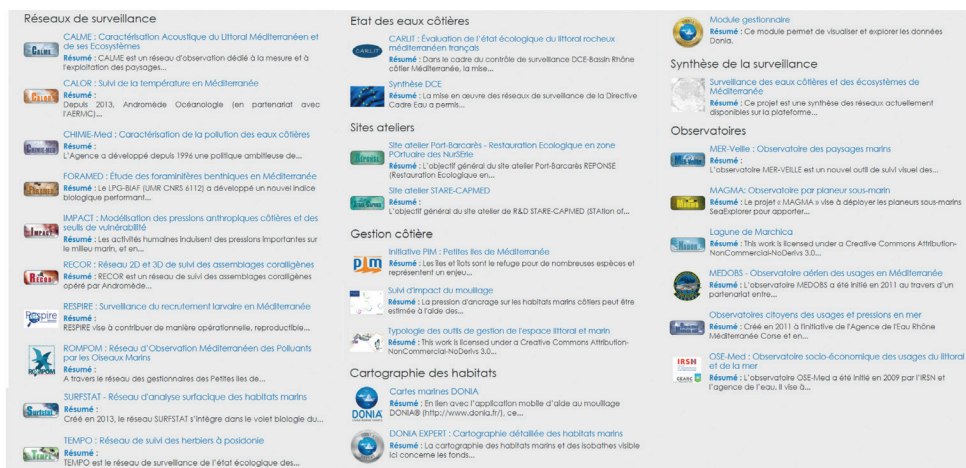 Réseaux de surveillance
CALME : Caractérisation Acoustique du Littoral Méditerranéen et
de ses Ecosystèmes
Résumé : CALME est un réseau d'observation dédié à la mesure et à
l'exploitation des paysages...
CALOR : Suivi de la température en Méditerranée
Résumé :
Depuis 2013, Andromède Océanologie (en partenariat avec
l'AERMC)...
CHIMIE-Med : Caractérisation de la pollution des eaux côtières
Résumé :
L'Agence a développé depuis 1996 une politique ambitieuse de...
FORAMED : Étude des foraminifères benthiques en Méditerranée
Résumé : Le LPG-BIAF (UMR CNRS 6112) a développé un nouvel indice
biologique performant...
IMPACT : Modélisation des pressions anthropiques côtières et des
seuils de vulnérabilité
Résumé : Les activités humaines induisent des pressions importantes sur
le milieu marin, et en...
RECOR : Réseau 2D et 3D de suivi des assemblages coralligènes
Résumé : RECOR est un réseau de suivi des assemblages coralligènes
opéré par Andromède...
RESPIRE : Surveillance du recrutement larvaire en Méditerranée
Résumé :
RESPIRE vise à contribuer de manière opérationnelle, reproductible...
ROMPOM : Réseau d'Observation Méditerranéen des Polluants
par les Oiseaux Marins
Résumé :
A travers le réseau des gestionnaires des Petites Iles de...
SURFSTAT - Réseau d'analyse surfacique des habitats marins
Résumé :
Créé en 2013, le réseau SURFSTAT s'intègre dans le volet biologie du...
TEMPO : Réseau de suivi des herbiers à posidonie
Résumé :
TEMPO est le réseau de surveillance de l'état écologique des...
Etat des eaux côtières
CARLIT : Évaluation de l'état écologique du littoral rocheux
méditerranéen français
Résumé : Dans le cadre du contrôle de surveillance DCE-Bassin Rhône
côtier Méditerranée, la mise...
Synthèse DCE
Résumé : La mise en œuvre des réseaux de surveillance de la Directive
Cadre Eau a permis...
Sites ateliers
Site atelier Port-Barcarès - Restauration Ecologique en zone
POrtuaire des NurSErie
Résumé : L'objectif général du site atelier Port-Barcarès REPONSE
(Restauration Ecologique en...
Site atelier STARE-CAPMED
Résumé :
L'objectif général du site atelier de R&D STARE-CAPMED (STAtion of...
Gestion côtière
Initiative PIM : Petites Iles de Méditerranée
Résumé : Les îles et îlots sont le refuge pour de nombreuses espèces et
représentent un enjeu...
Suivi d'impact du mouillage
Résumé : La pression d'ancrage sur les habitats marins côtiers peut être
estimée à l'aide des...
Typologie des outils de gestion de l'espace littoral et marin
Résumé : This work is licensed under a Creative Commons Attribution-
NonCommercial-NoDerivs 3.0...
Cartographie des habitats
Cartes marines DONIA
Résumé : En lien avec l'application mobile d'aide au mouillage
DONIA® (http://www.donia.fr/), ce...
DONIA EXPERT : Cartographie détaillée des habitats marins
Résumé : La cartographie des habitats marins et des isobathes visible
ici concerne les fonds...
Module gestionnaire
Résumé : Ce module permet de visualiser et explorer les données
Donia.
Synthèse de la surveillance
Surveillance des eaux côtières et des écosystèmes de
Méditerranée
Résumé : Ce projet est une synthèse des réseaux actuellement
disponibles sur la plateforme...
Observatoires
MER-Veille : Observatoire des paysages marins
Résumé :
L'observatoire MER-VEILLE est un nouvel outil de suivi visuel des...
MAGMA: Observatoire par planeur sous-marin
Résumé : Le projet « MAGMA » vise à déployer les planeurs sous-marins
SeaExplorer pour apporter...
Lagune de Marchica
Résumé : This work is licensed under a Creative Commons Attribution-
NonCommercial-NoDerivs 3.0...
MEDOBS - Observatoire aérien des usages en Méditerranée
Résumé : L'observatoire MEDOBS a été initié en 2011 au travers d'un
partenariat entre...
Observatoires citoyens des usages et pressions en mer
Résumé : Créé en 2011 à l'initiative de l'Agence de l'Eau Rhône
Méditerranée Corse et en...
OSE-Med : Observatoire socio-économique des usages du littoral
et de la mer
Résumé : L'observatoire OSE-Med a été initié en 2009 par l'IRSN et
l'agence de l'eau. Il vise à...